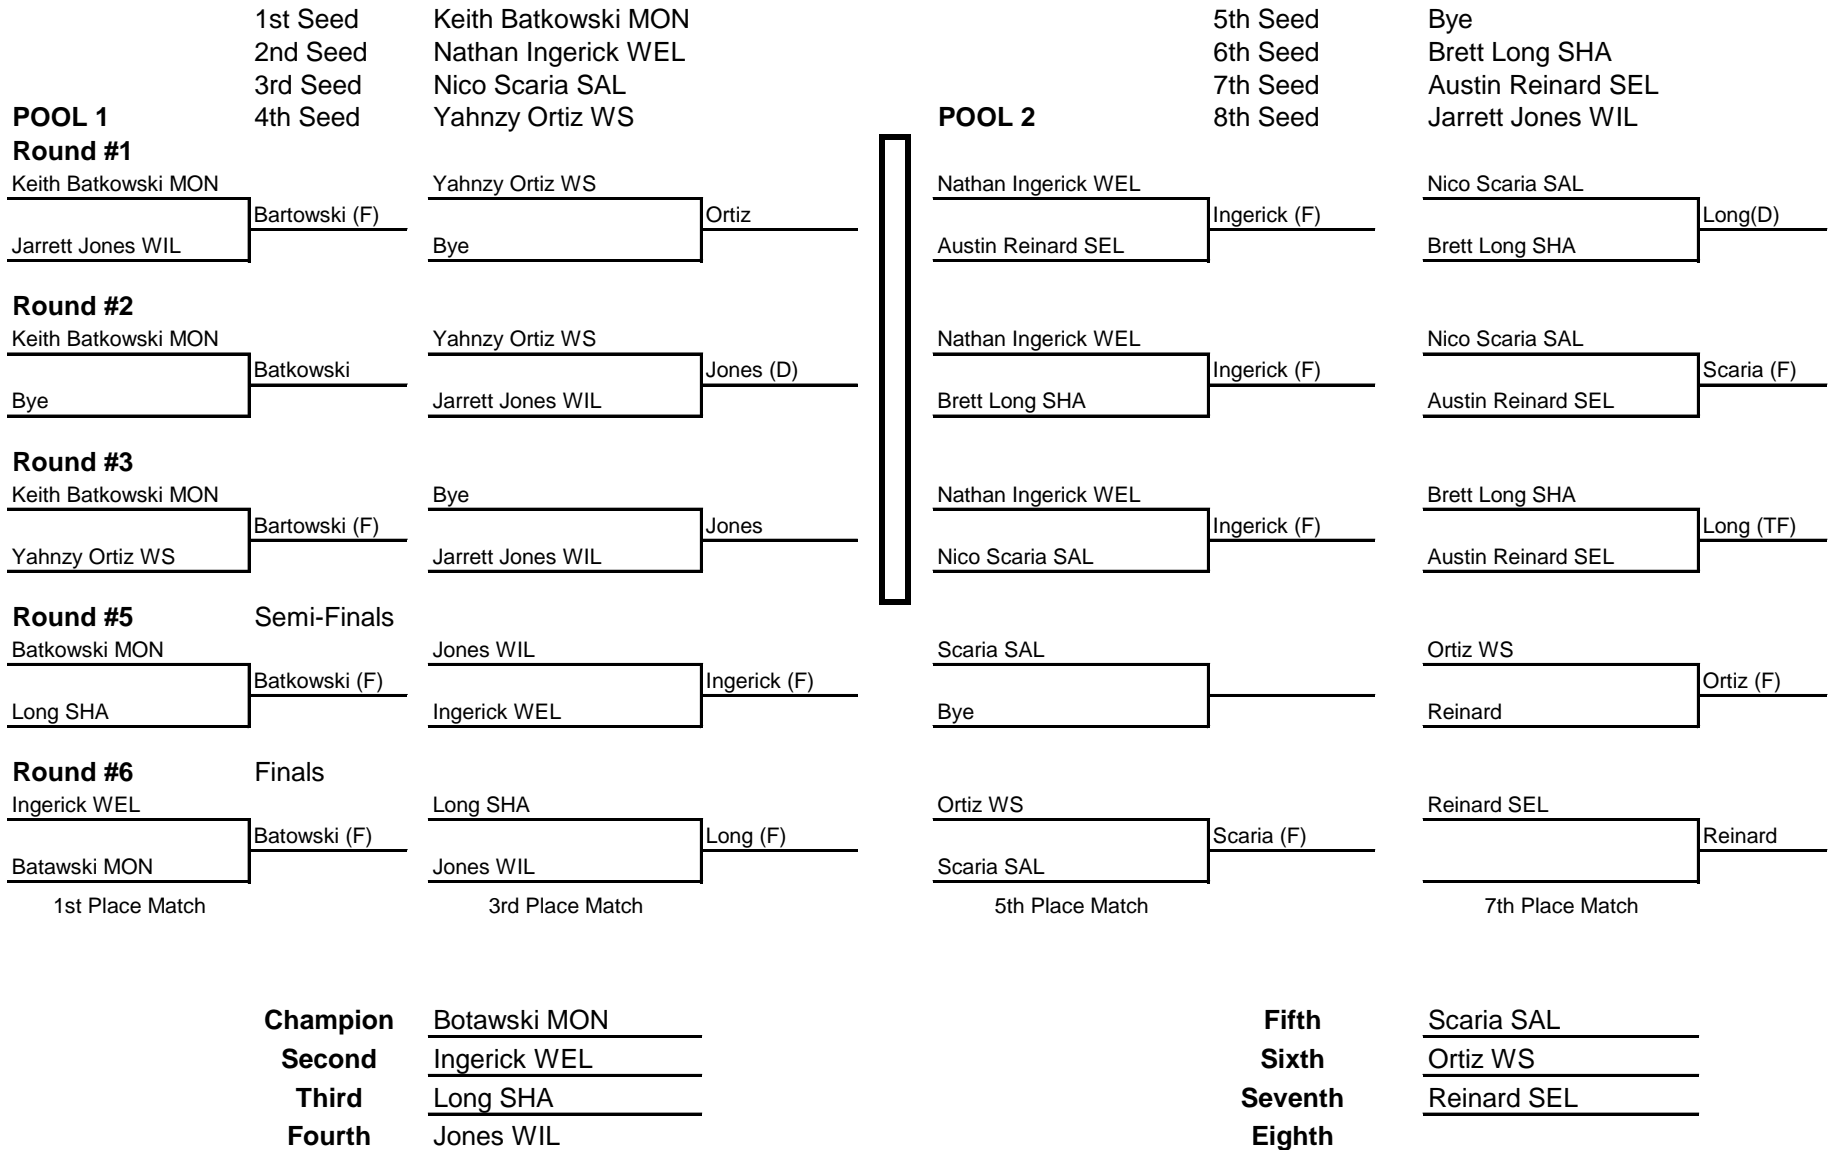 1st Seed Keith Batkowski MON 5th Seed Bye
2nd Seed Nathan Ingerick WEL 6th Seed Brett Long SHA
3rd Seed Nico Scaria SAL 7th Seed Austin Reinard SEL
POOL 1 4th Seed Yahnzy Ortiz WS POOL 2 8th Seed Jarrett Jones WIL
Round #1
Keith Batkowski MON Yahnzy Ortiz WS Nathan Ingerick WEL Nico Scaria SAL
Bartowski (F) Ortiz Ingerick (F) Long(D)
Jarrett Jones WIL Bye Austin Reinard SEL Brett Long SHA
Round #2
Keith Batkowski MON Yahnzy Ortiz WS Nathan Ingerick WEL Nico Scaria SAL
Batkowski Jones (D) Ingerick (F) Scaria (F)
Bye Jarrett Jones WIL Brett Long SHA Austin Reinard SEL
Round #3
Keith Batkowski MON Bye Nathan Ingerick WEL Brett Long SHA
Bartowski (F) Jones Ingerick (F) Long (TF)
Yahnzy Ortiz WS Jarrett Jones WIL Nico Scaria SAL Austin Reinard SEL
Round #5 Semi-Finals
Batkowski MON Jones WIL Scaria SAL Ortiz WS
Batkowski (F) Ingerick (F) Ortiz (F)
Long SHA Ingerick WEL Bye Reinard
Round #6 Finals
Ingerick WEL Long SHA Ortiz WS Reinard SEL
Batowski (F) Long (F) Scaria (F) Reinard
Batawski MON Jones WIL Scaria SAL
1st Place Match 3rd Place Match 5th Place Match 7th Place Match
Champion Botawski MON Fifth Scaria SAL
Second Ingerick WEL Sixth Ortiz WS
Third Long SHA Seventh Reinard SEL
Fourth Jones WIL Eighth